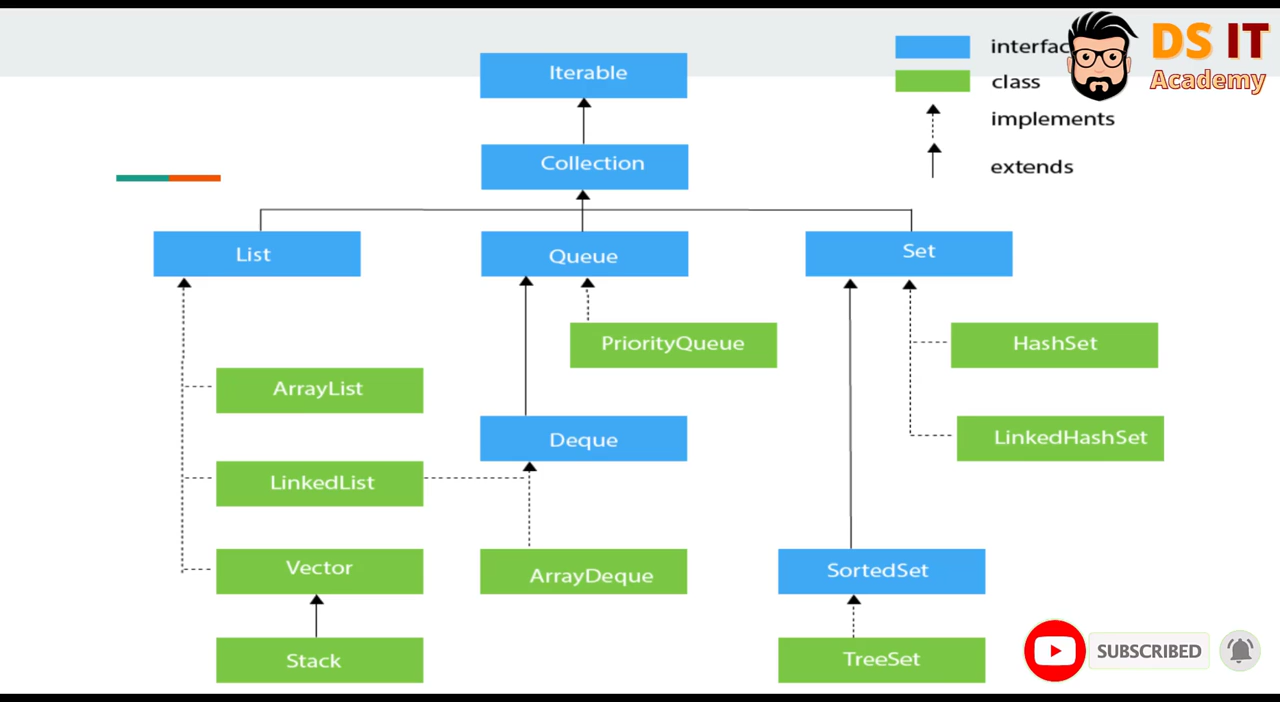 DS IT
Academy
interfac
class
implements
extends
Iterable
Collection
List
Queue
Set
PriorityQueue
HashSet
ArrayList
Deque
LinkedHashSet
LinkedList
Vector
ArrayDeque
SortedSet
Stack
TreeSet
SUBSCRIBED